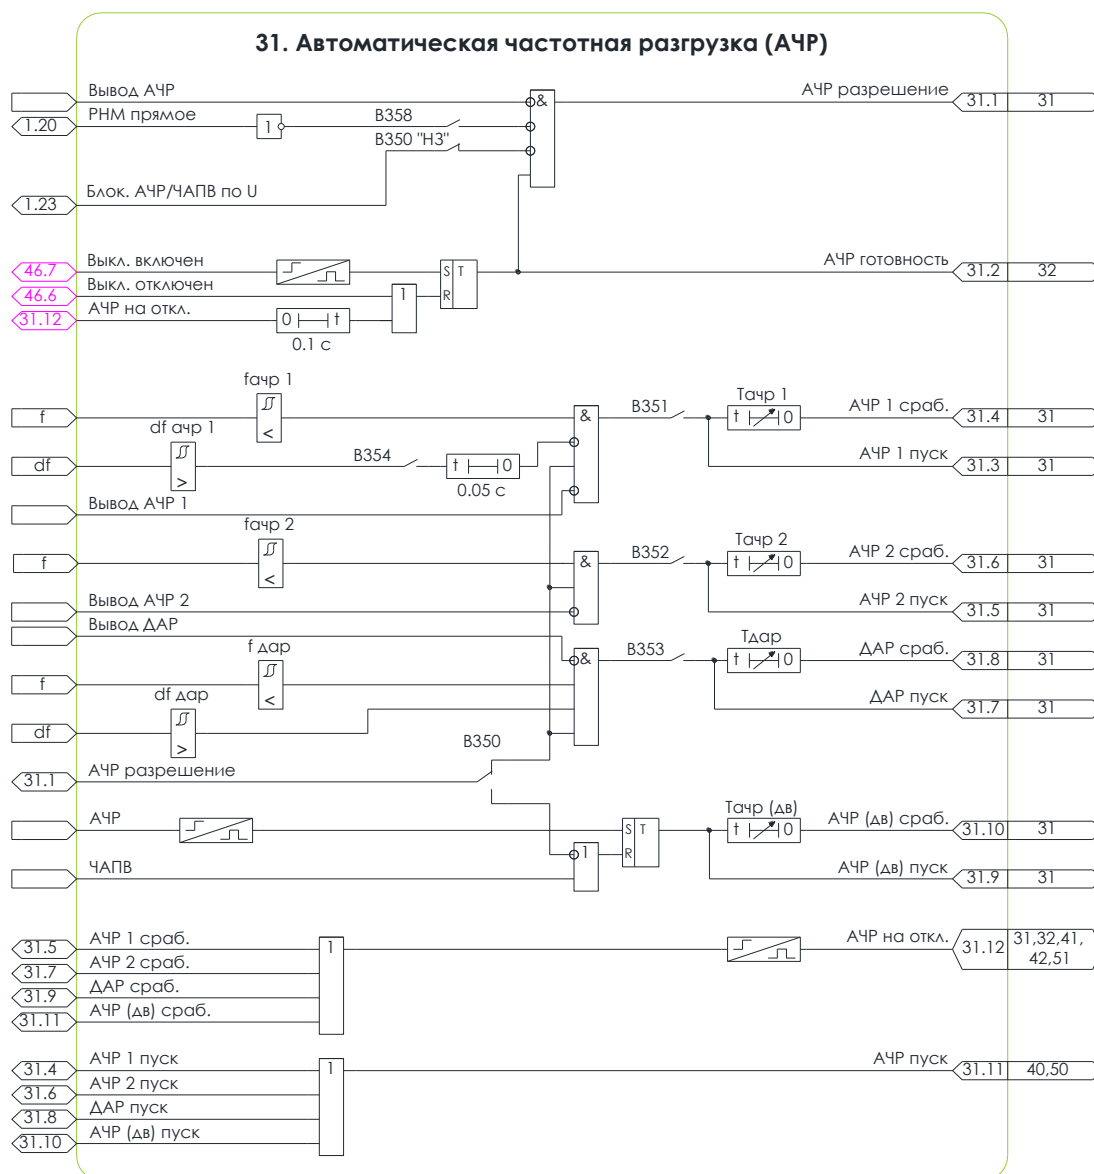 31. Автоматическая частотная разгрузка (АЧР)
Вывод АЧР
&
АЧР разрешение
31.1 31
1.20
РНМ прямое
1
В358
В350 "НЗ"
1.23
Блок. АЧР/ЧАПВ по U
46.7
Выкл. включен
S T
R
АЧР готовность
31.2 32
46.6
Выкл. отключен
1
31.12
АЧР на откл.
0 t
0.1 с
fачр 1
f
<
&
В351
Тачр 1
t 0
АЧР 1 сраб.
31.4 31
df ачр 1
df
>
В354
t 0
0.05 с
АЧР 1 пуск
31.3 31
Вывод АЧР 1
fачр 2
f
<
&
В352
Тачр 2
t 0
АЧР 2 сраб.
31.6 31
Вывод АЧР 2
АЧР 2 пуск
31.5 31
Вывод ДАР
f дар
f
<
&
В353
Тдар
t 0
ДАР сраб.
31.8 31
df дар
df
>
ДАР пуск
31.7 31
В350
31.1
АЧР разрешение
АЧР
S T
R
Тачр (дв)
t 0
АЧР (дв) сраб.
31.10 31
1
ЧАПВ
АЧР (дв) пуск
31.9 31
31.5
АЧР 1 сраб.
1
АЧР на откл.
31.12
31,32,41,
42,51
31.7
АЧР 2 сраб.
31.9
ДАР сраб.
31.11
АЧР (дв) сраб.
31.4
АЧР 1 пуск
1
АЧР пуск
31.11 40,50
31.6
АЧР 2 пуск
31.8
ДАР пуск
31.10
АЧР (дв) пуск